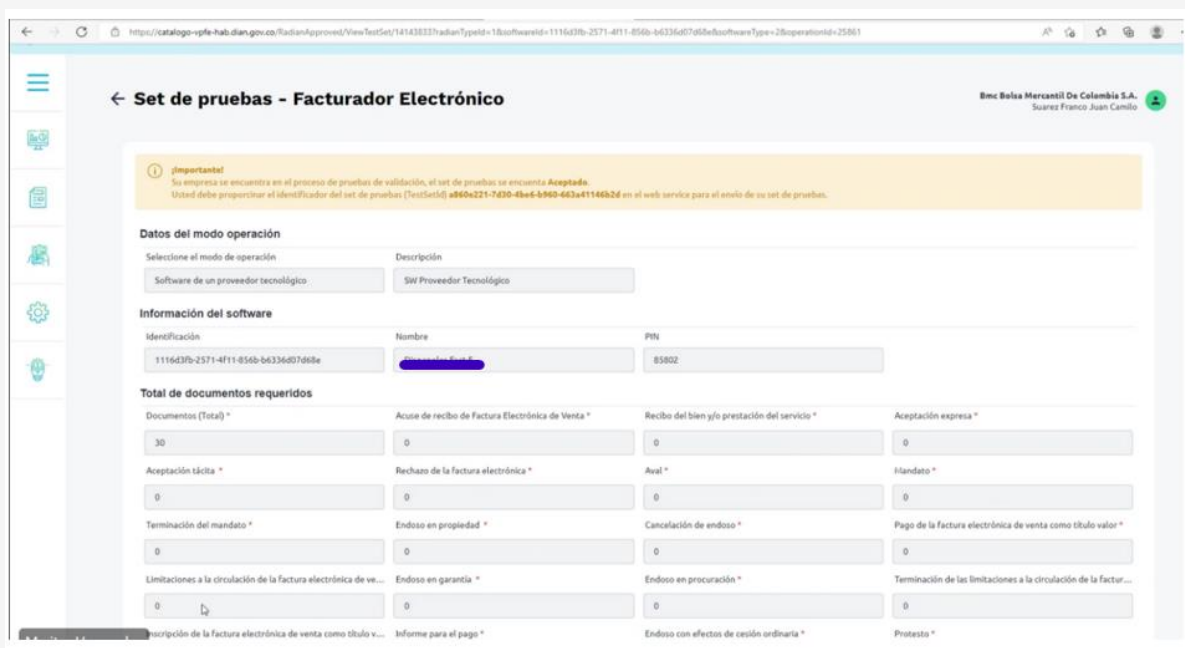 https://catalogo-vpfe-hab.dian.gov.co/RadianApproved/ViewTestSet/14143833?radianTypeId=1&softwareId=1116d3fb-2571-4f11-856b-b6336d07d68e&softwareType=2&operationId=25861
← Set de pruebas - Facturador Electrónico
Bmc Bolsa Mercantil De Colombia S.A.
Suarez Franco Juan Camilo
¡Importante!
Su empresa se encuentra en el proceso de pruebas de validación, el set de pruebas se encuenta Aceptado.
Usted debe proporcinar el identificador del set de pruebas (TestSetId) a860e221-7d30-4be6-b960-663a41146b2d en el web service para el envío de su set de pruebas.
Datos del modo operación
Seleccione el modo de operación Descripción
Software de un proveedor tecnológico SW Proveedor Tecnológico
Información del software
Identificación Nombre PIN
1116d3fb-2571-4f11-856b-b6336d07d68e 85802
Total de documentos requeridos
Documentos (Total) * Acuse de recibo de Factura Electrónica de Venta * Recibo del bien y/o prestación del servicio * Aceptación expresa *
30 0 0 0
Aceptación tácita * Rechazo de la factura electrónica * Aval * Mandato *
0 0 0 0
Terminación del mandato * Endoso en propiedad * Cancelación de endoso * Pago de la factura electrónica de venta como título valor *
0 0 0 0
Limitaciones a la circulación de la factura electrónica de ve... Endoso en garantía * Endoso en procuración * Terminación de las limitaciones a la circulación de la factur...
0 0 0 0
Inscripción de la factura electrónica de venta como título v... Informe para el pago * Endoso con efectos de cesión ordinaria * Protesto *